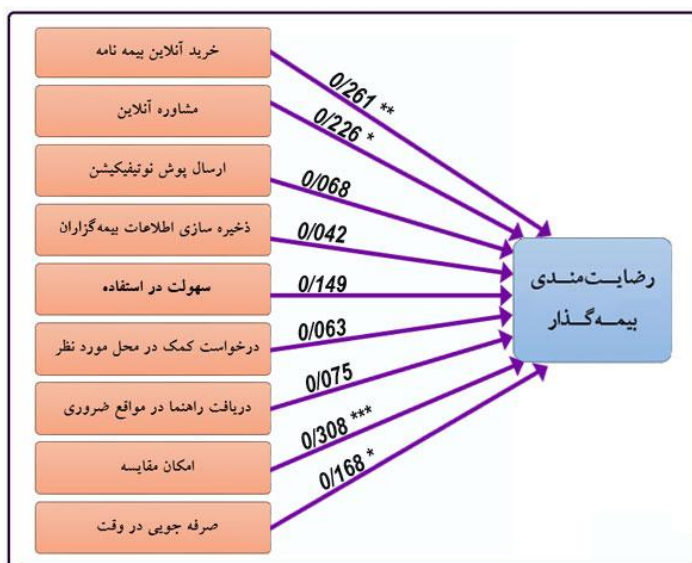 خرید آنلاین بیمه نامه
0/261 **
مشاوره آنلاین
0/226 *
ارسال پوش نوتیفیکیشن
0/068
ذخیره سازی اطلاعات بیمه‌گزاران
0/042
سهولت در استفاده
0/149
درخواست کمک در محل مورد نظر
0/063
دریافت راهنما در مواقع ضروری
0/075
امکان مقایسه
0/308 ***
صرفه جویی در وقت
0/168 *
رضایت‌مندی
بیمه‌گذار